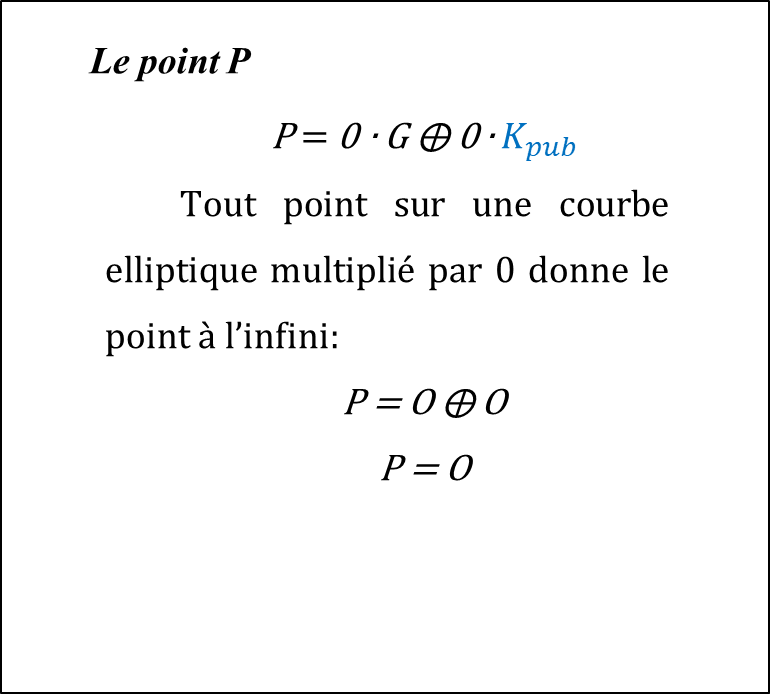 Le point P
P = 0 · G ⊕ 0 · K_pub
Tout point sur une courbe
elliptique multiplié par 0 donne le
point à l’infini:
P = O ⊕ O
P = O